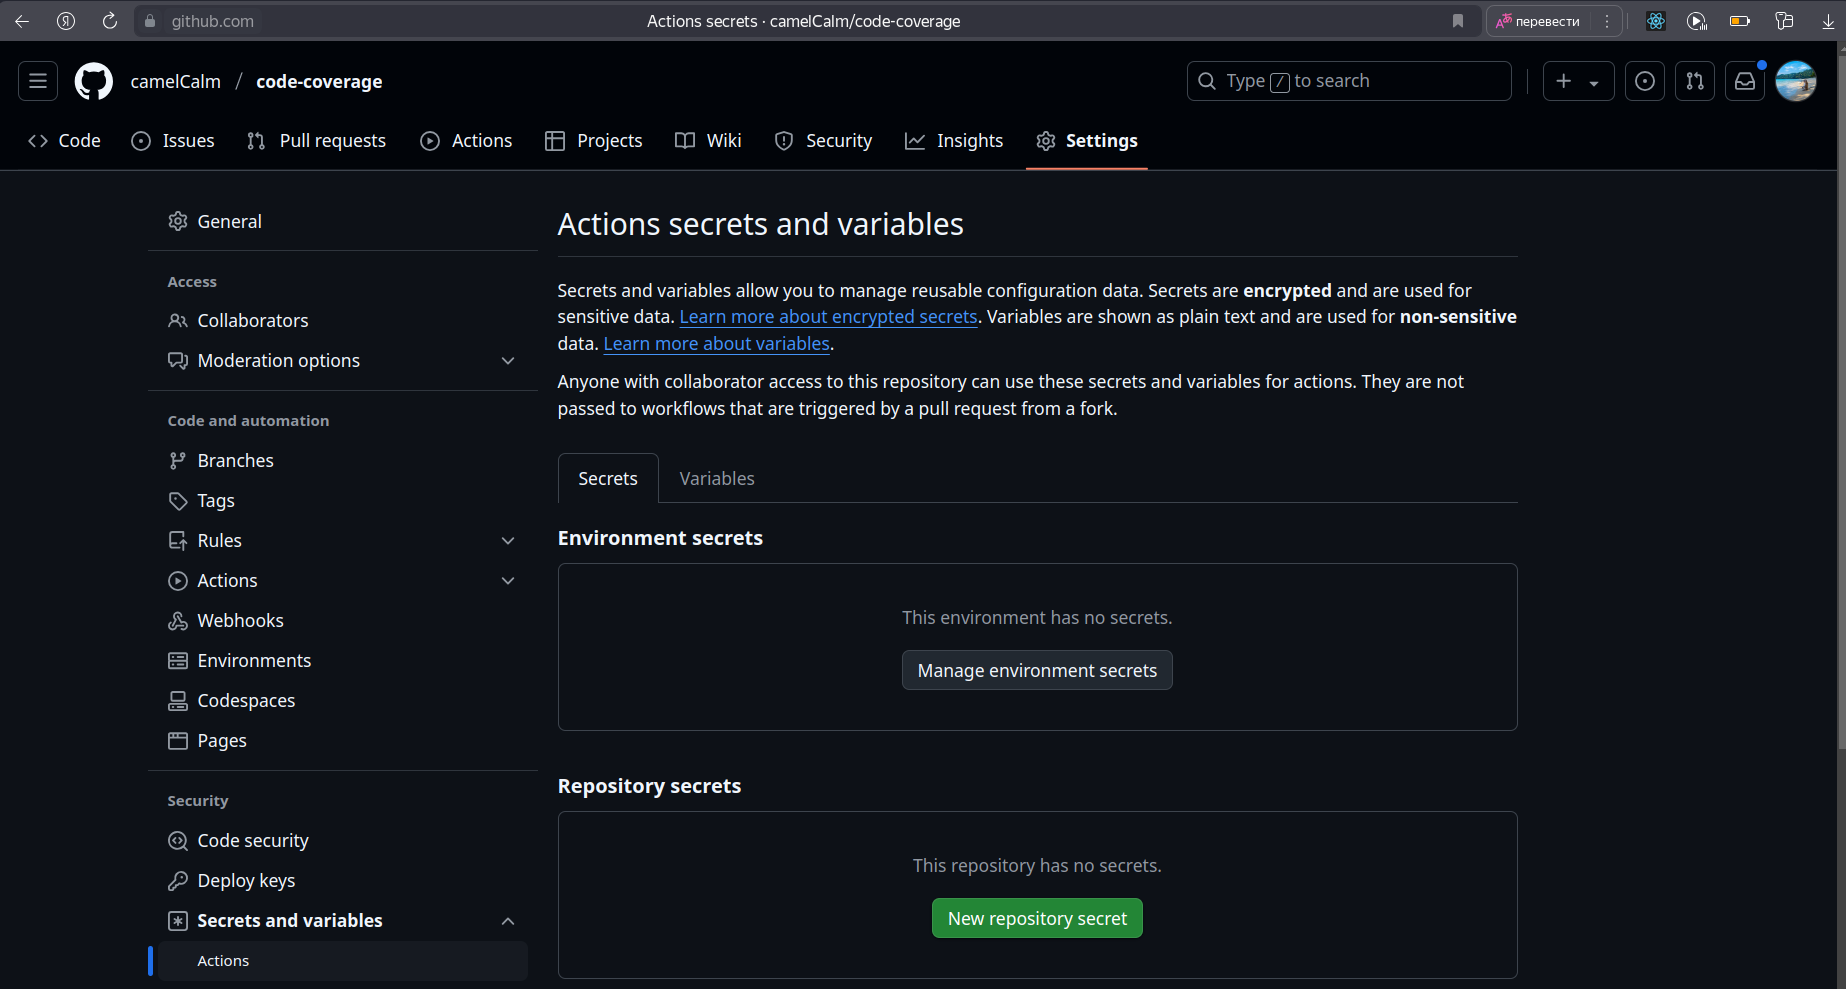 github.com
Actions secrets · camelCalm/code-coverage
перевести
camelCalm / code-coverage
Type / to search
Code
Issues
Pull requests
Actions
Projects
Wiki
Security
Insights
Settings
General
Access
Collaborators
Moderation options
Code and automation
Branches
Tags
Rules
Actions
Webhooks
Environments
Codespaces
Pages
Security
Code security
Deploy keys
Secrets and variables
Actions
Actions secrets and variables
Secrets and variables allow you to manage reusable configuration data. Secrets are encrypted and are used for
sensitive data. Learn more about encrypted secrets. Variables are shown as plain text and are used for non-sensitive
data. Learn more about variables.
Anyone with collaborator access to this repository can use these secrets and variables for actions. They are not
passed to workflows that are triggered by a pull request from a fork.
Secrets
Variables
Environment secrets
This environment has no secrets.
Manage environment secrets
Repository secrets
This repository has no secrets.
New repository secret